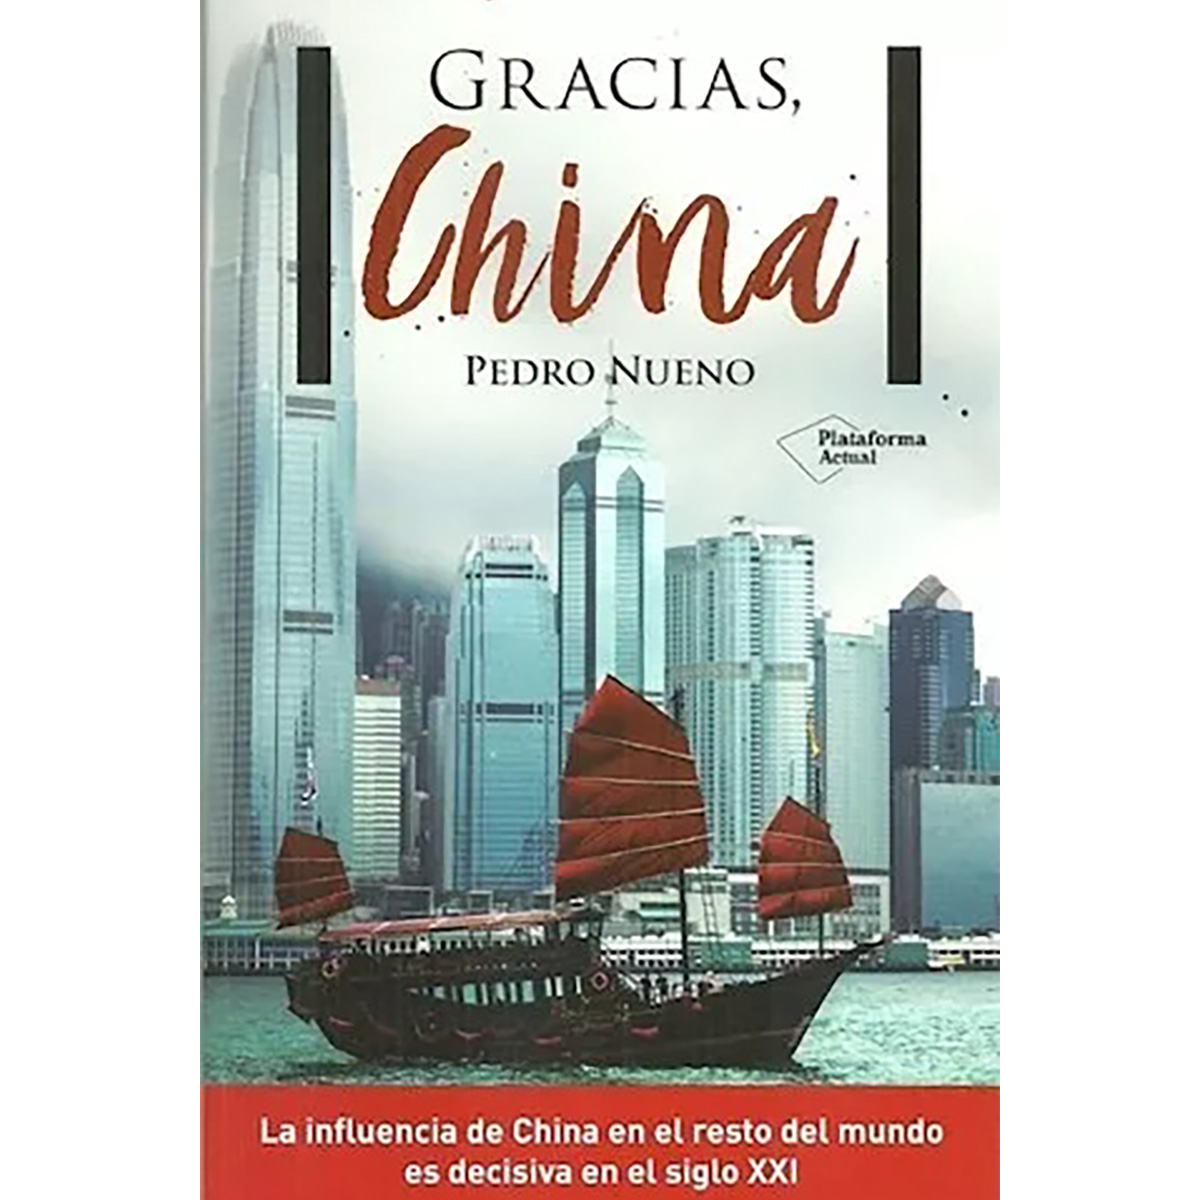 GRACIAS,
China
PEDRO NUENO
Plataforma
Actual
La influencia de China en el resto del mundo
es decisiva en el siglo XXI